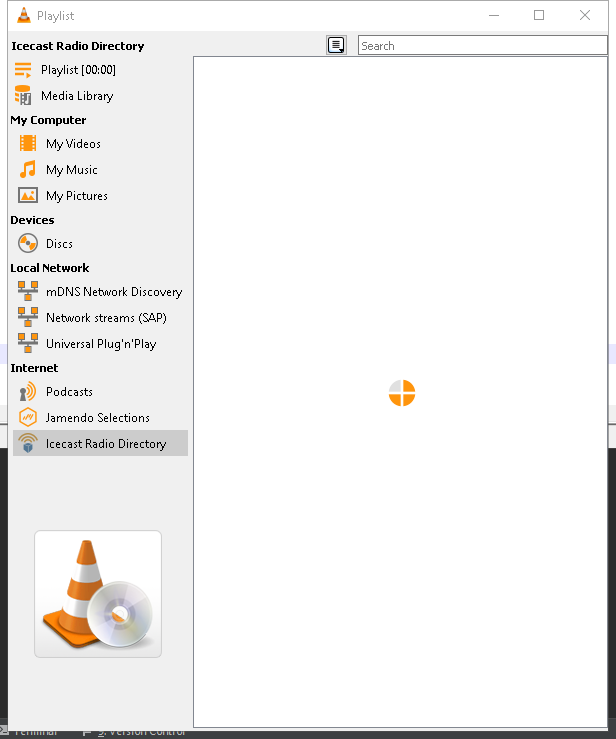 Playlist
Icecast Radio Directory
Search
Playlist [00:00]
Media Library
My Computer
My Videos
My Music
My Pictures
Devices
Discs
Local Network
mDNS Network Discovery
Network streams (SAP)
Universal Plug'n'Play
Internet
Podcasts
Jamendo Selections
Icecast Radio Directory
Terminal
9: Version Control